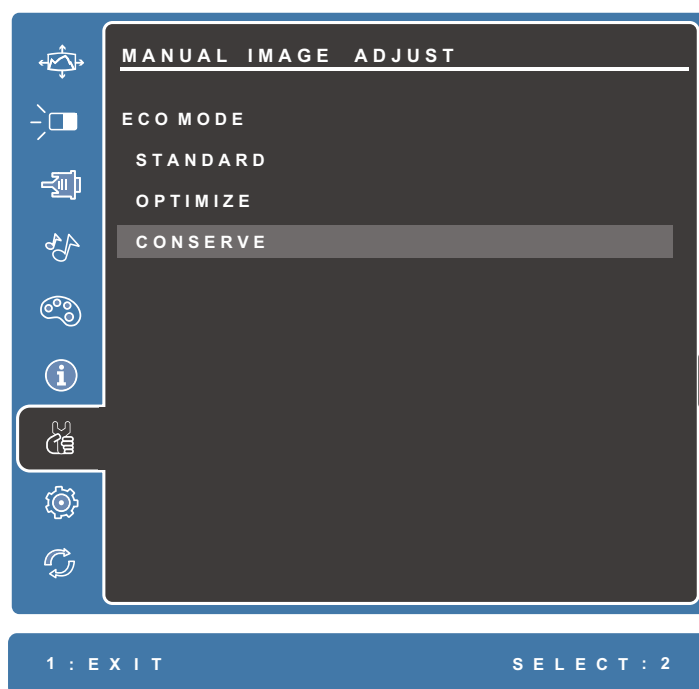 MANUAL IMAGE ADJUST
ECO MODE
STANDARD
OPTIMIZE
CONSERVE
1:EXIT SELECT:2